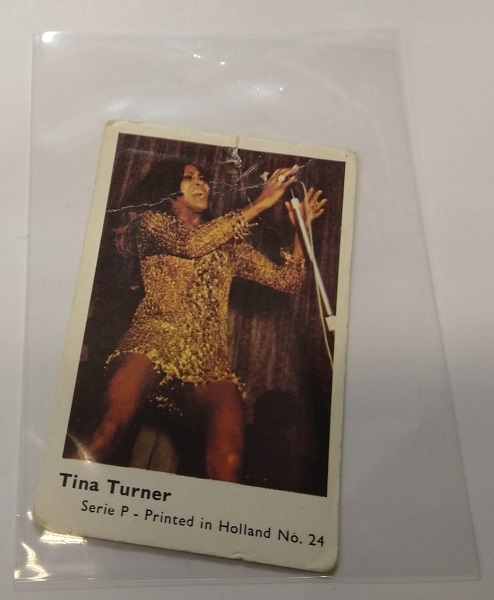 Tina Turner
Serie P - Printed in Holland No. 24